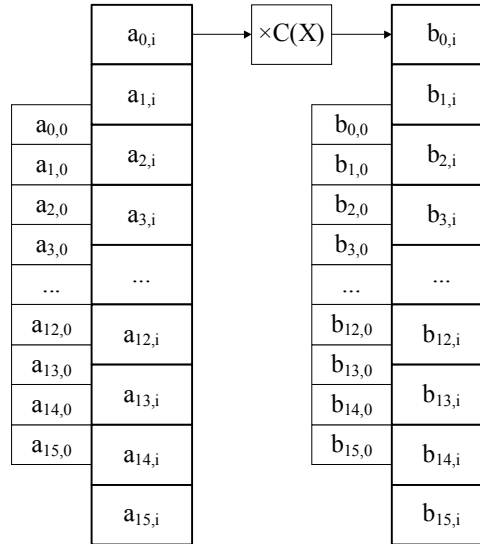 a0,i
a1,i
a2,i
a3,i
...
a12,i
a13,i
a14,i
a15,i
a0,0
a1,0
a2,0
a3,0
...
a12,0
a13,0
a14,0
a15,0
×C(X)
b0,i
b1,i
b2,i
b3,i
...
b12,i
b13,i
b14,i
b15,i
b0,0
b1,0
b2,0
b3,0
...
b12,0
b13,0
b14,0
b15,0